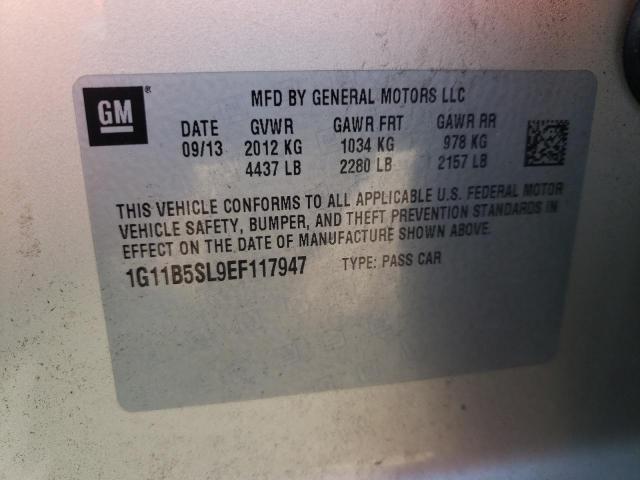 GM®
MFD BY GENERAL MOTORS LLC
DATE GVWR GAWR FRT GAWR RR
09/13 2012 KG 1034 KG 978 KG
4437 LB 2280 LB 2157 LB
THIS VEHICLE CONFORMS TO ALL APPLICABLE U.S. FEDERAL MOTOR
VEHICLE SAFETY, BUMPER, AND THEFT PREVENTION STANDARDS IN
EFFECT ON THE DATE OF MANUFACTURE SHOWN ABOVE.
1G11B5SL9EF117947 TYPE: PASS CAR